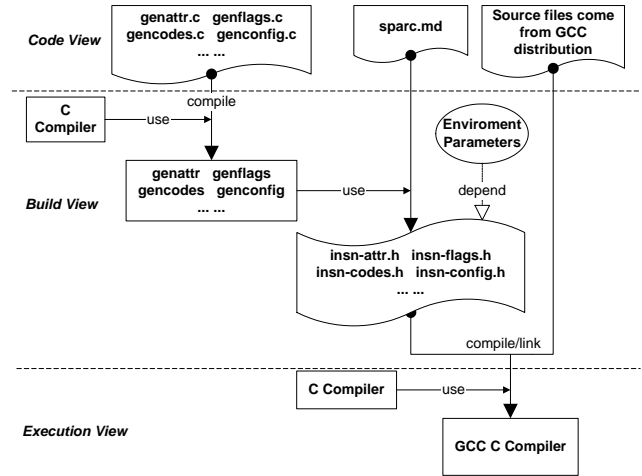 Code View
genattr.c genflags.c
gencodes.c genconfig.c
... ...
sparc.md
Source files come
from GCC
distribution
compile
C
Compiler
use
Enviroment
Parameters
Build View
genattr genflags
gencodes genconfig
... ...
use
depend
insn-attr.h insn-flags.h
insn-codes.h insn-config.h
... ...
compile/link
C Compiler
use
Execution View
GCC C Compiler